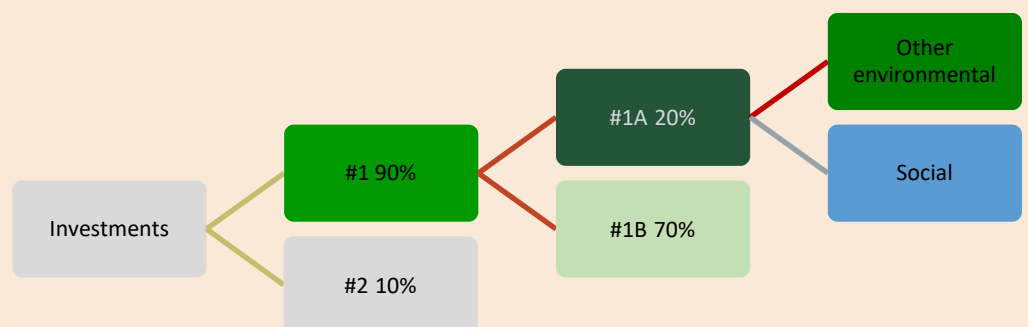 Investments
#1 90%
#2 10%
#1A 20%
#1B 70%
Other
environmental
Social